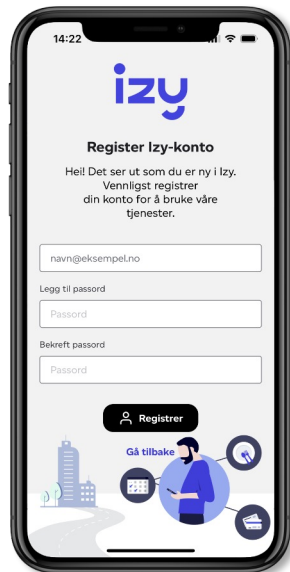 14:22
izy
Register Izy-konto
Hei! Det ser ut som du er ny i Izy.
Vennligst registrer
din konto for å bruke våre
tjenester.
navn@eksempel.no
Legg til passord
Passord
Bekreft passord
Passord
Registrer
Gå tilbake